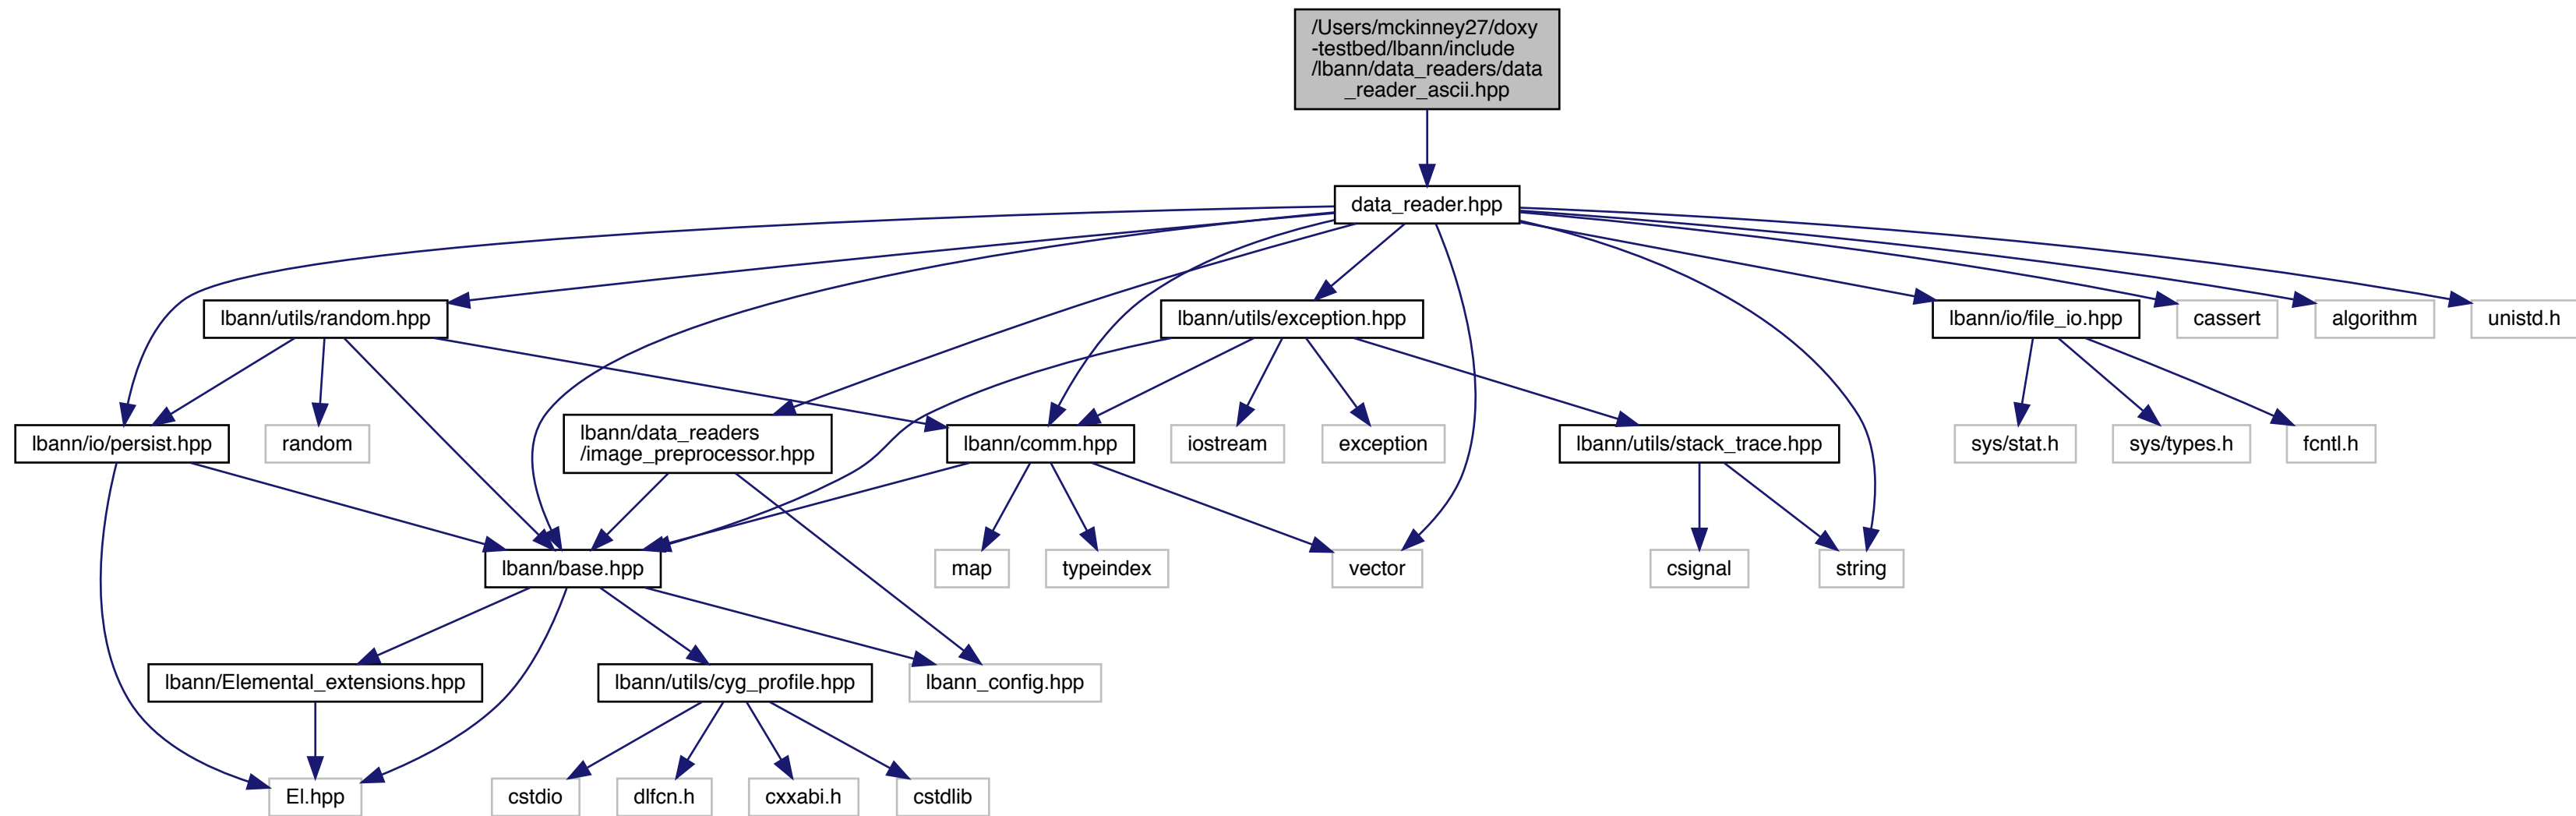 /Users/mckinney27/doxy
-testbed/lbann/include
/lbann/data_readers/data
_reader_ascii.hpp
data_reader.hpp
lbann/utils/random.hpp
lbann/utils/exception.hpp
lbann/io/file_io.hpp
cassert
algorithm
unistd.h
lbann/io/persist.hpp
random
lbann/data_readers
/image_preprocessor.hpp
lbann/comm.hpp
iostream
exception
lbann/utils/stack_trace.hpp
sys/stat.h
sys/types.h
fcntl.h
lbann/base.hpp
map
typeindex
vector
csignal
string
lbann/Elemental_extensions.hpp
lbann/utils/cyg_profile.hpp
lbann_config.hpp
El.hpp
cstdio
dlfcn.h
cxxabi.h
cstdlib